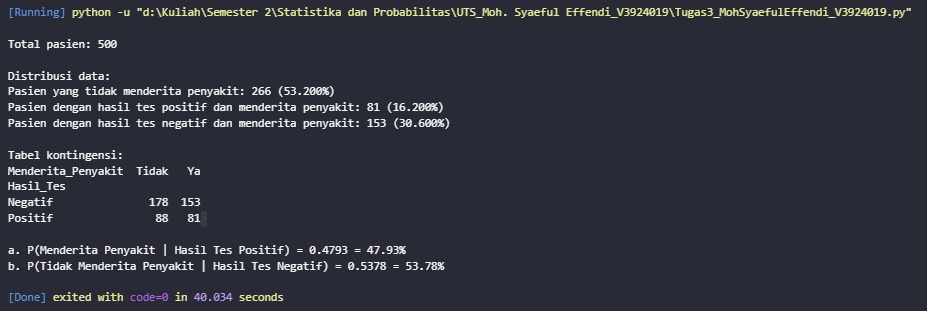 [Running] python -u "d:\Kuliah\Semester 2\Statistika dan Probabilitas\UTS_Moh. Syaeful Effendi_V3924019\Tugas3_MohSyaefulEffendi_V3924019.py"
Total pasien: 500
Distribusi data:
Pasien yang tidak menderita penyakit: 266 (53.200%)
Pasien dengan hasil tes positif dan menderita penyakit: 81 (16.200%)
Pasien dengan hasil tes negatif dan menderita penyakit: 153 (30.600%)
Tabel kontingensi:
Menderita_Penyakit  Tidak   Ya
Hasil_Tes
Negatif               178  153
Positif                88   81
a. P(Menderita Penyakit | Hasil Tes Positif) = 0.4793 = 47.93%
b. P(Tidak Menderita Penyakit | Hasil Tes Negatif) = 0.5378 = 53.78%
[Done] exited with code=0 in 40.034 seconds